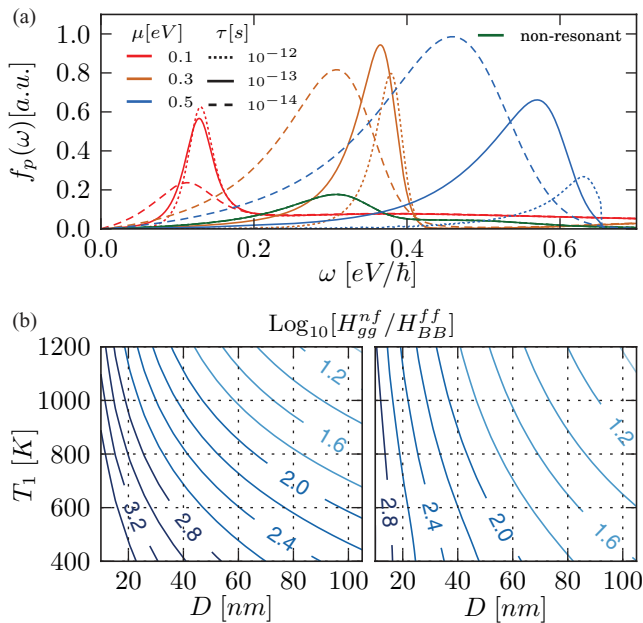 (a)
μ[eV] τ[s] non-resonant
0.1 10⁻¹²
0.3 10⁻¹³
0.5 10⁻¹⁴
f_p(ω)[a.u.]
1.0
0.8
0.6
0.4
0.2
0.0
0.0 0.2 0.4 0.6
ω [eV/ħ]
(b)
Log₁₀[H^{nf}_{gg}/H^{ff}_{BB}]
T₁ [K]
1200
1000
800
600
400
1.2
1.6
2.0
2.4
2.8
3.2
20 40 60 80 100
D [nm]
1.2
1.6
2.0
2.4
2.8
20 40 60 80 100
D [nm]